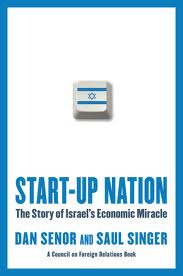 START-UP NATION
The Story of Israel's Economic Miracle
DAN SENOR AND SAUL SINGER
A Council on Foreign Relations Book